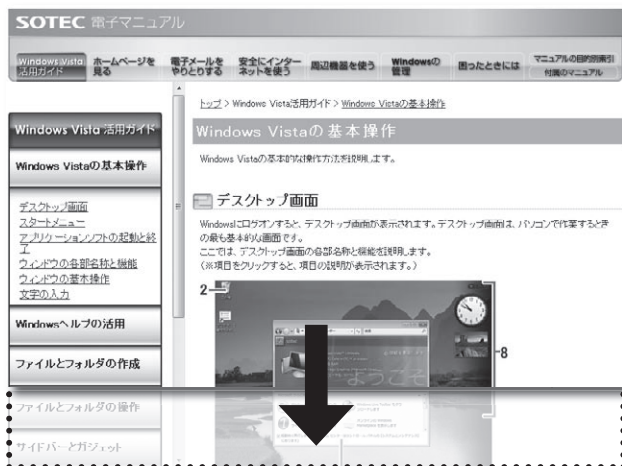 SOTEC 電子マニュアル
Windows Vista
活用ガイド
ホームページを
見る
電子メールを
やりとりする
安全にインター
ネットを使う
周辺機器を使う
Windowsの
管理
困ったときには
マニュアルの目的別索引
付属のマニュアル
トップ > Windows Vista活用ガイド > Windows Vistaの基本操作
Windows Vista 活用ガイド
Windows Vistaの基本操作
デスクトップ画面
スタートメニュー
アプリケーションソフトの起動と終
了
ウィンドウの各部名称と機能
ウィンドウの基本操作
文字の入力
Windowsヘルプの活用
ファイルとフォルダの作成
ファイルとフォルダの操作
サイドバーとガジェット
Windows Vistaの基本操作
Windows Vistaの基本的な操作方法を説明します。
デスクトップ画面
Windowsにログオンすると、デスクトップ画面が表示されます。デスクトップ画面は、パソコンで作業するとき
の最も基本的な画面です。
ここでは、デスクトップ画面の各部名称と機能を説明します。
(※項目をクリックすると、項目の説明が表示されます。)
2
8
ようこそ